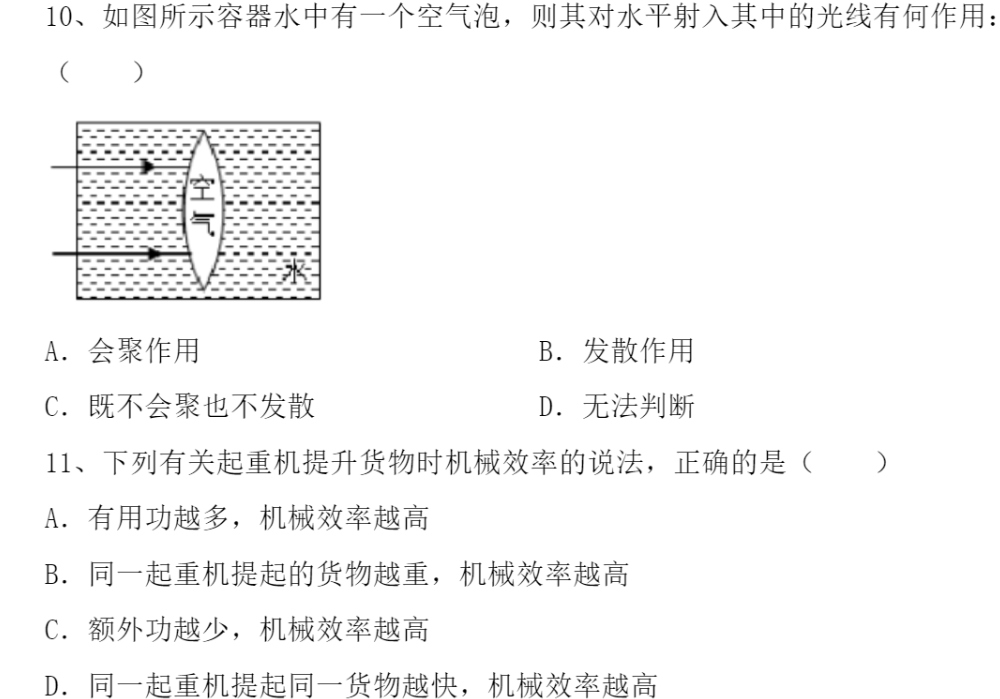 10、如图所示容器水中有一个空气泡，则其对水平射入其中的光线有何作用：
（　　）
空
气
水
A．会聚作用 B．发散作用
C．既不会聚也不发散 D．无法判断
11、下列有关起重机提升货物时机械效率的说法，正确的是（　　）
A．有用功越多，机械效率越高
B．同一起重机提起的货物越重，机械效率越高
C．额外功越少，机械效率越高
D．同一起重机提起同一货物越快，机械效率越高